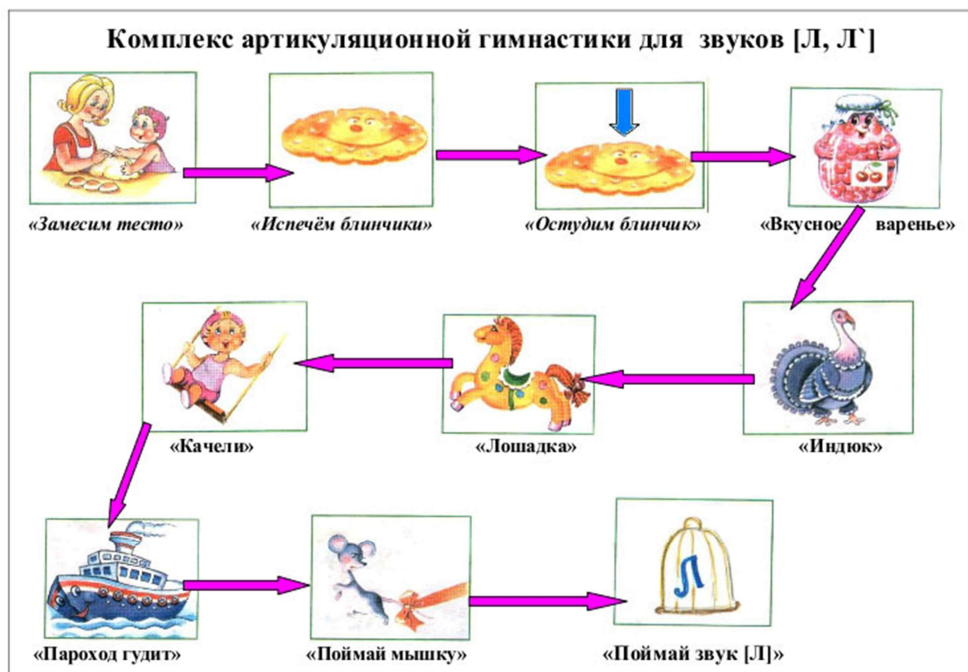 Комплекс артикуляционной гимнастики для звуков [Л, Л`]
«Замесим тесто»
«Испечём блинчики»
«Остудим блинчик»
«Вкусное варенье»
«Качели»
«Лошадка»
«Индюк»
Л
«Пароход гудит»
«Поймай мышку»
«Поймай звук [Л]»